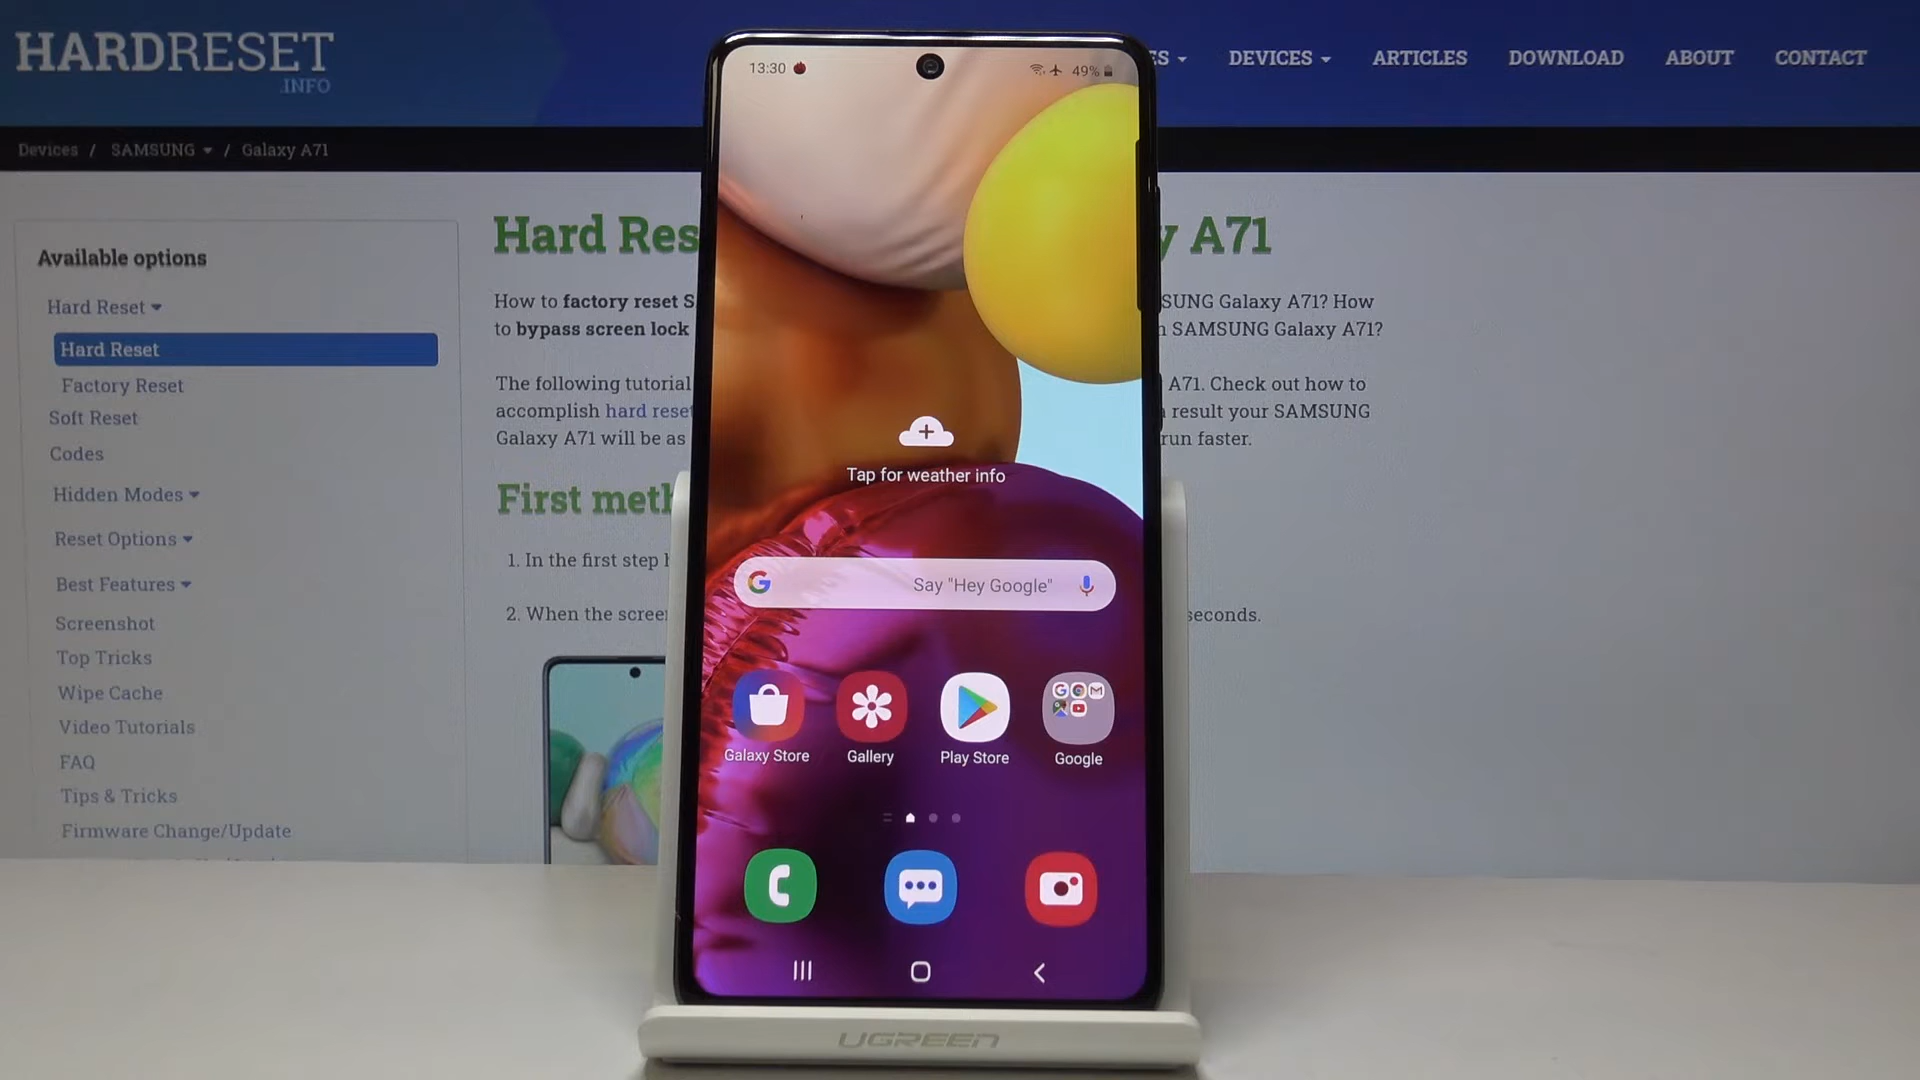 HARDRESET
.INFO
ES
DEVICES
ARTICLES
DOWNLOAD
ABOUT
CONTACT
Devices / SAMSUNG / Galaxy A71
Available options
Hard Reset
Hard Reset
Factory Reset
Soft Reset
Codes
Hidden Modes
Reset Options
Best Features
Screenshot
Top Tricks
Wipe Cache
Video Tutorials
FAQ
Tips & Tricks
Firmware Change/Update
Hard Res y A71
How to factory reset S SUNG Galaxy A71? How
to bypass screen lock n SAMSUNG Galaxy A71?
The following tutorial A71. Check out how to
accomplish hard reset result your SAMSUNG
Galaxy A71 will be as run faster.
First meth
1. In the first step h
2. When the screen seconds.
13:30
49%
Tap for weather info
Say "Hey Google"
Galaxy Store
Gallery
Play Store
Google
UGREEN